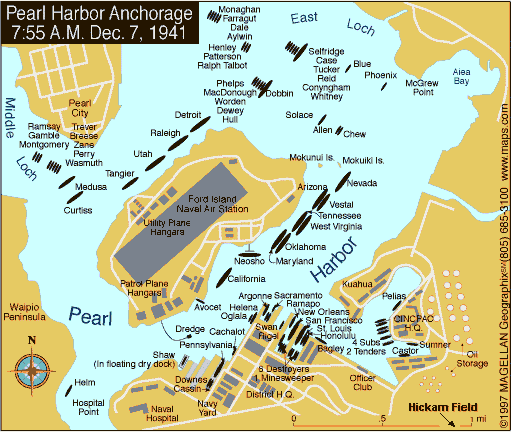 Pearl Harbor Anchorage
7:55 A.M. Dec. 7, 1941
Monaghan
Farragut
Dale
Aylwin
Henley
Patterson
Ralph Talbot
East
Loch
Selfridge
Case
Tucker
Reid
Conyngham
Whitney
Blue
Phoenix
McGrew
Point
Aiea
Bay
Phelps
MacDonough
Worden
Dewey
Hull
Dobbin
Solace
Allen
Chew
Middle
Loch
Pearl
City
Ramsay
Gamble
Montgomery
Trever
Breese
Zane
Perry
Wasmuth
Medusa
Curtiss
Detroit
Raleigh
Utah
Tangier
Mokunui Is.
Mokuiki Is.
Arizona
Nevada
Vestal
Tennessee
West Virginia
Oklahoma
Maryland
Ford Island
Naval Air Station
Utility Plane
Hangars
Neosho
California
Patrol Plane
Hangars
Avocet
Pearl
Harbor
Waipio
Peninsula
N
Kuahua
Pelias
CINCPAC
H.Q.
Sumner
4 Subs
2 Tenders
Castor
Oil
Storage
Argonne
Sacramento
Helena
Ramapo
Oglala
New Orleans
San Francisco
Swan
St. Louis
Rigel
Honolulu
Bagley
Dredge
Cachalot
Pennsylvania
Shaw
(In floating dry dock)
Downes
Cassin
6 Destroyers
1 Minesweeper
Officer
Club
District H.Q.
Navy
Yard
Naval
Hospital
Helm
Hospital
Point
Hickam Field
0
.5
1 mi
©1997 MAGELLAN Geographix℠(805) 685-3100 www.maps.com